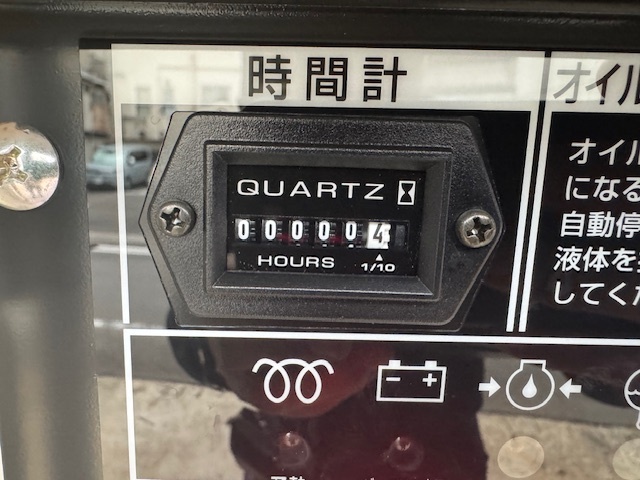 時間計
QUARTZ
000004
HOURS
1/10
オイル
オイル
になる
自動停
液体を
してくだ